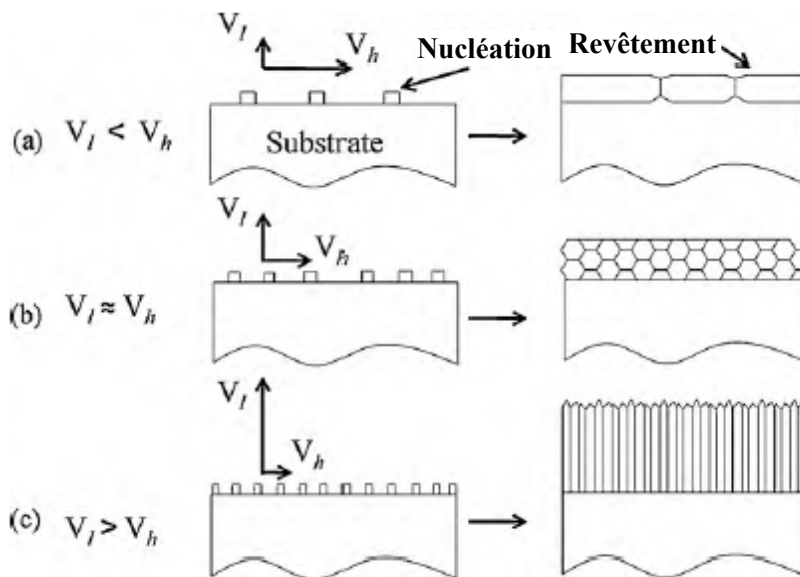 V_l
V_h
Nucléation
Revêtement
(a) V_l < V_h
Substrate
V_l
V_h
(b) V_l ≈ V_h
V_l
V_h
(c) V_l > V_h